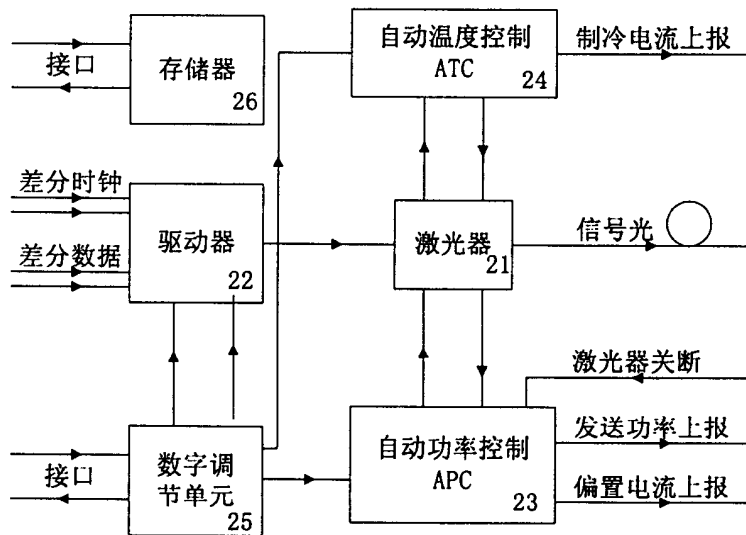 接口
存储器
26
自动温度控制
ATC
24
制冷电流上报
差分时钟
差分数据
驱动器
22
激光器
21
信号光
激光器关断
接口
数字调
节单元
25
自动功率控制
APC
23
发送功率上报
偏置电流上报